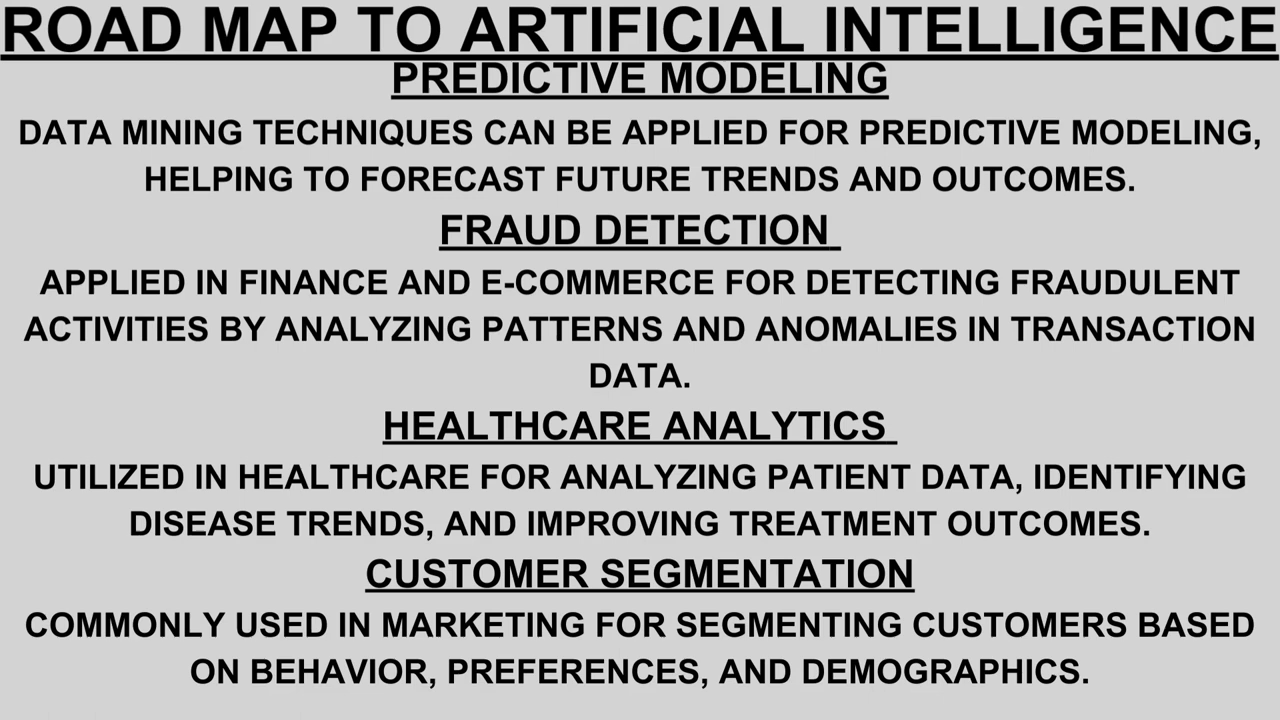 ROAD MAP TO ARTIFICIAL INTELLIGENCE
PREDICTIVE MODELING
DATA MINING TECHNIQUES CAN BE APPLIED FOR PREDICTIVE MODELING,
HELPING TO FORECAST FUTURE TRENDS AND OUTCOMES.
FRAUD DETECTION
APPLIED IN FINANCE AND E-COMMERCE FOR DETECTING FRAUDULENT
ACTIVITIES BY ANALYZING PATTERNS AND ANOMALIES IN TRANSACTION
DATA.
HEALTHCARE ANALYTICS
UTILIZED IN HEALTHCARE FOR ANALYZING PATIENT DATA, IDENTIFYING
DISEASE TRENDS, AND IMPROVING TREATMENT OUTCOMES.
CUSTOMER SEGMENTATION
COMMONLY USED IN MARKETING FOR SEGMENTING CUSTOMERS BASED
ON BEHAVIOR, PREFERENCES, AND DEMOGRAPHICS.